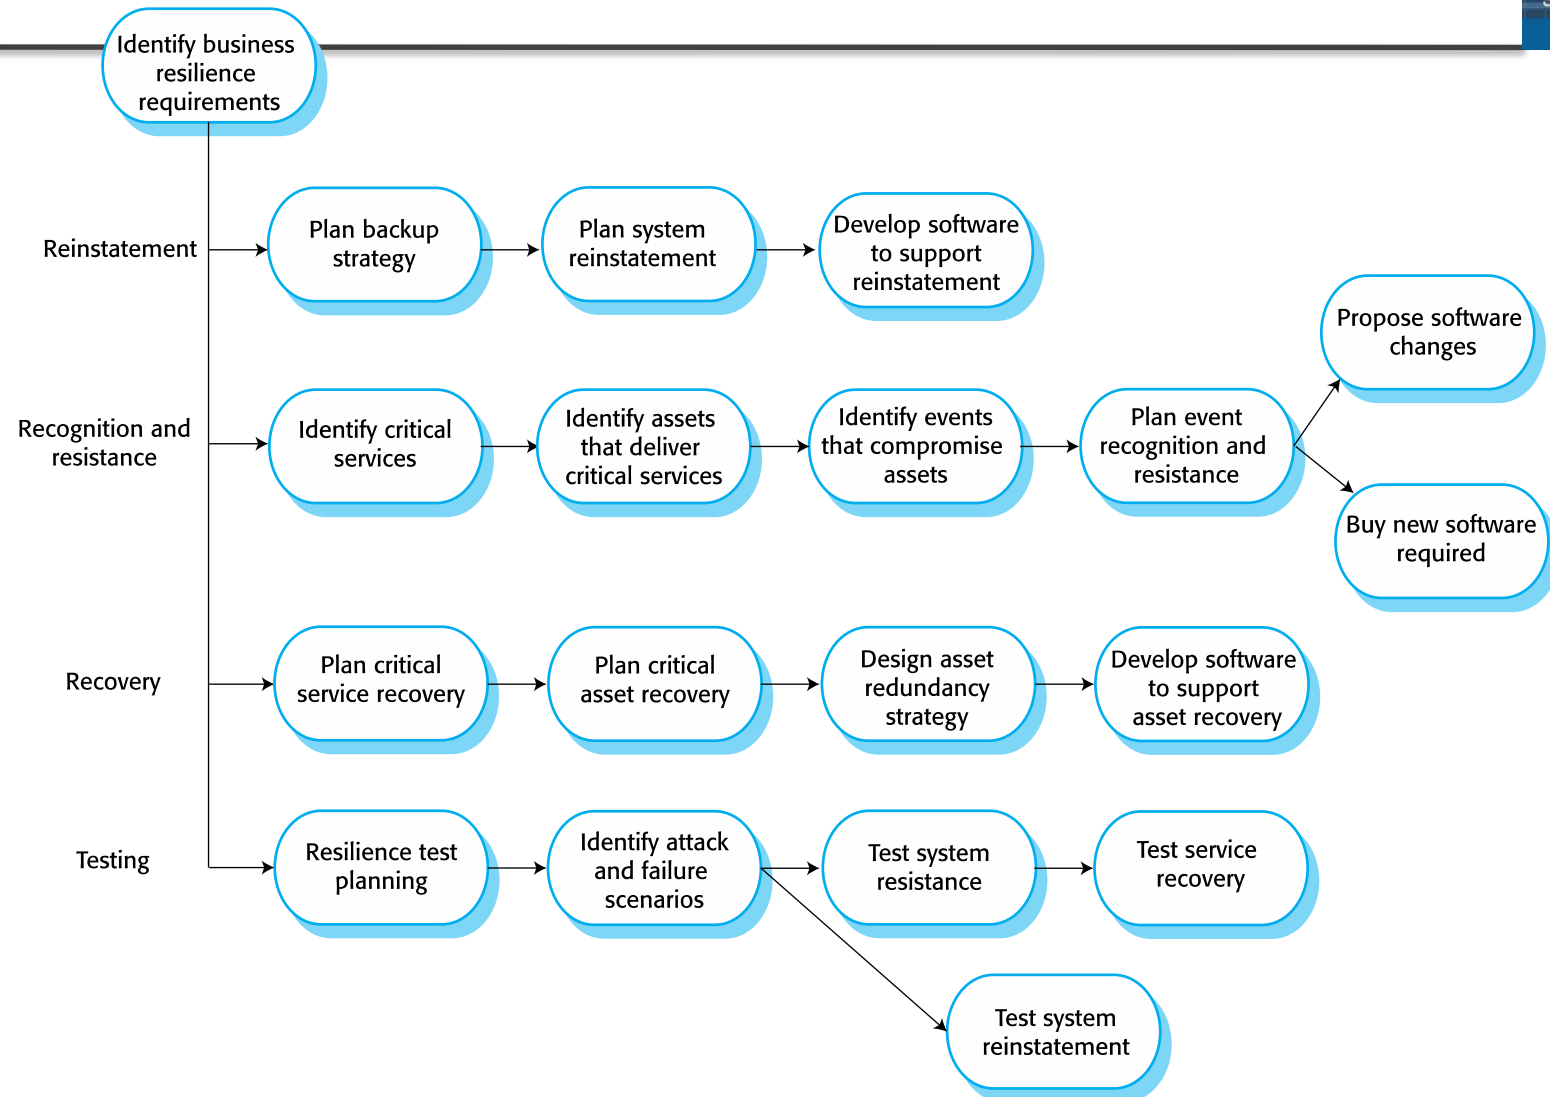 Identify business
resilience
requirements
Reinstatement
Plan backup
strategy
Plan system
reinstatement
Develop software
to support
reinstatement
Recognition and
resistance
Identify critical
services
Identify assets
that deliver
critical services
Identify events
that compromise
assets
Plan event
recognition and
resistance
Propose software
changes
Buy new software
required
Recovery
Plan critical
service recovery
Plan critical
asset recovery
Design asset
redundancy
strategy
Develop software
to support
asset recovery
Testing
Resilience test
planning
Identify attack
and failure
scenarios
Test system
resistance
Test service
recovery
Test system
reinstatement